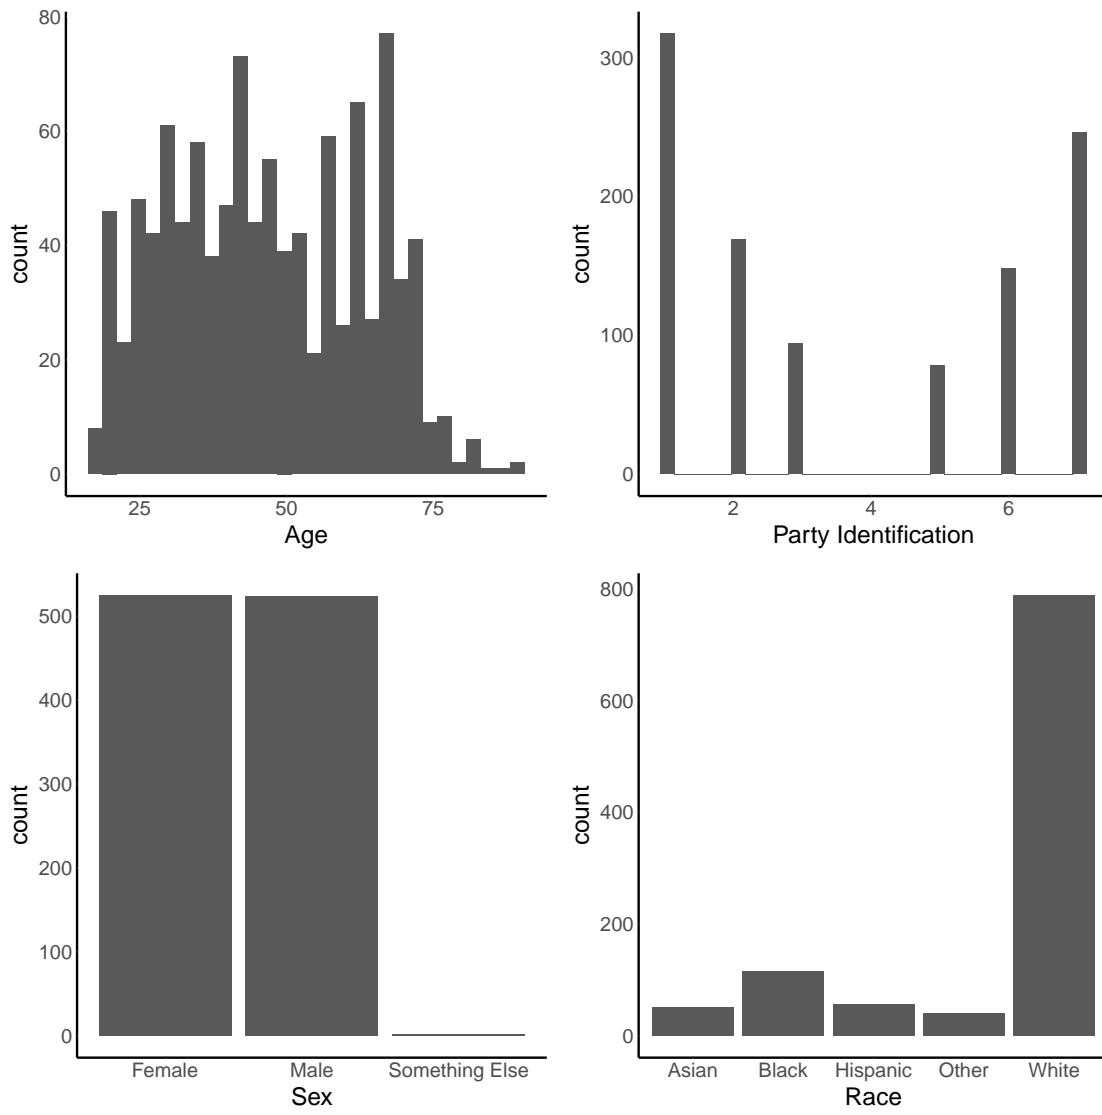 80
60
40
20
0
count
25 50 75
Age
300
200
100
0
count
2 4 6
Party Identification
500
400
300
200
100
0
count
Female Male Something Else
Sex
800
600
400
200
0
count
Asian Black Hispanic Other White
Race